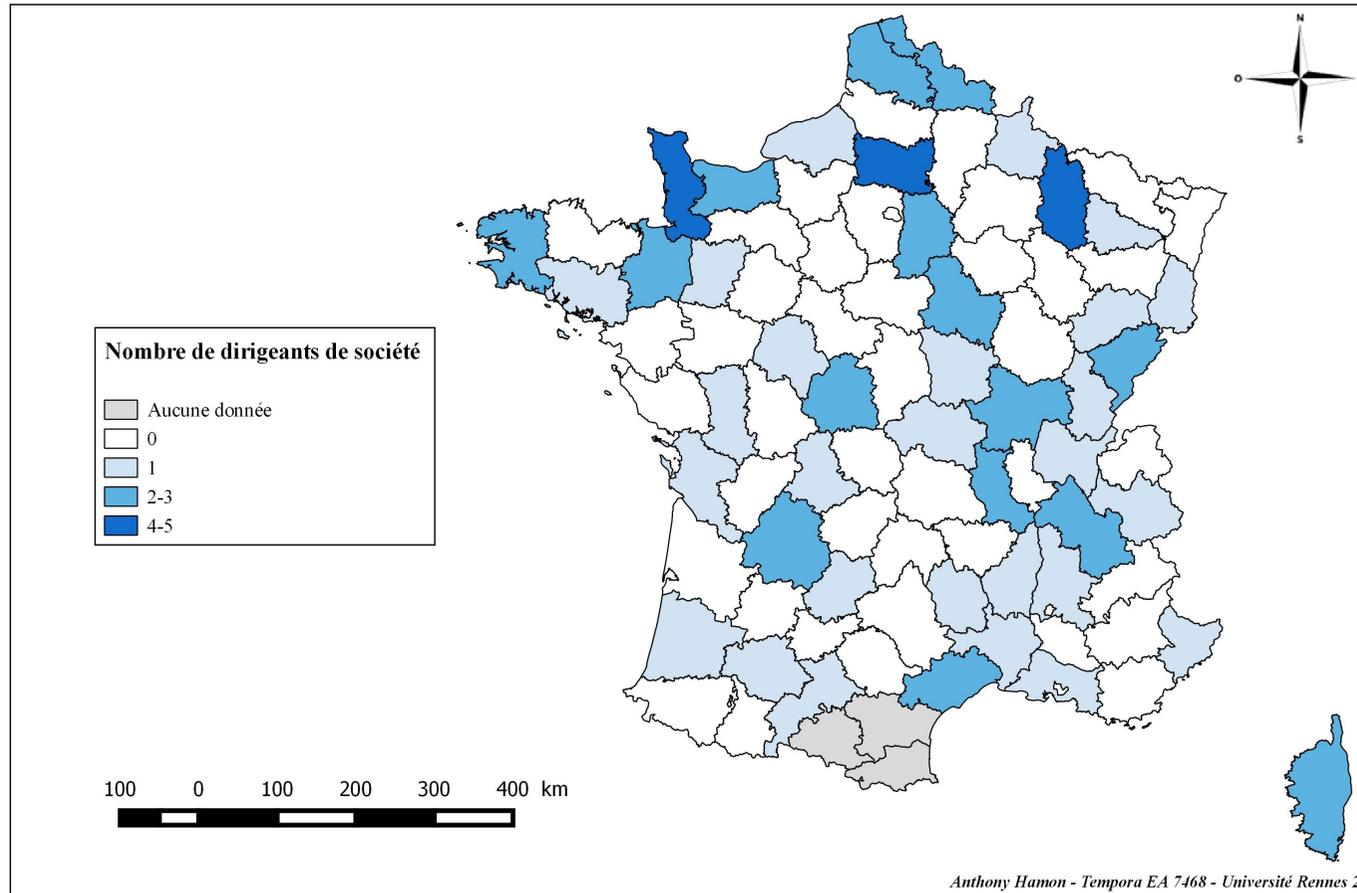 N
O
S
Nombre de dirigeants de société
Aucune donnée
0
1
2-3
4-5
100 0 100 200 300 400 km
Anthony Hamon - Tempora EA 7468 - Université Rennes 2